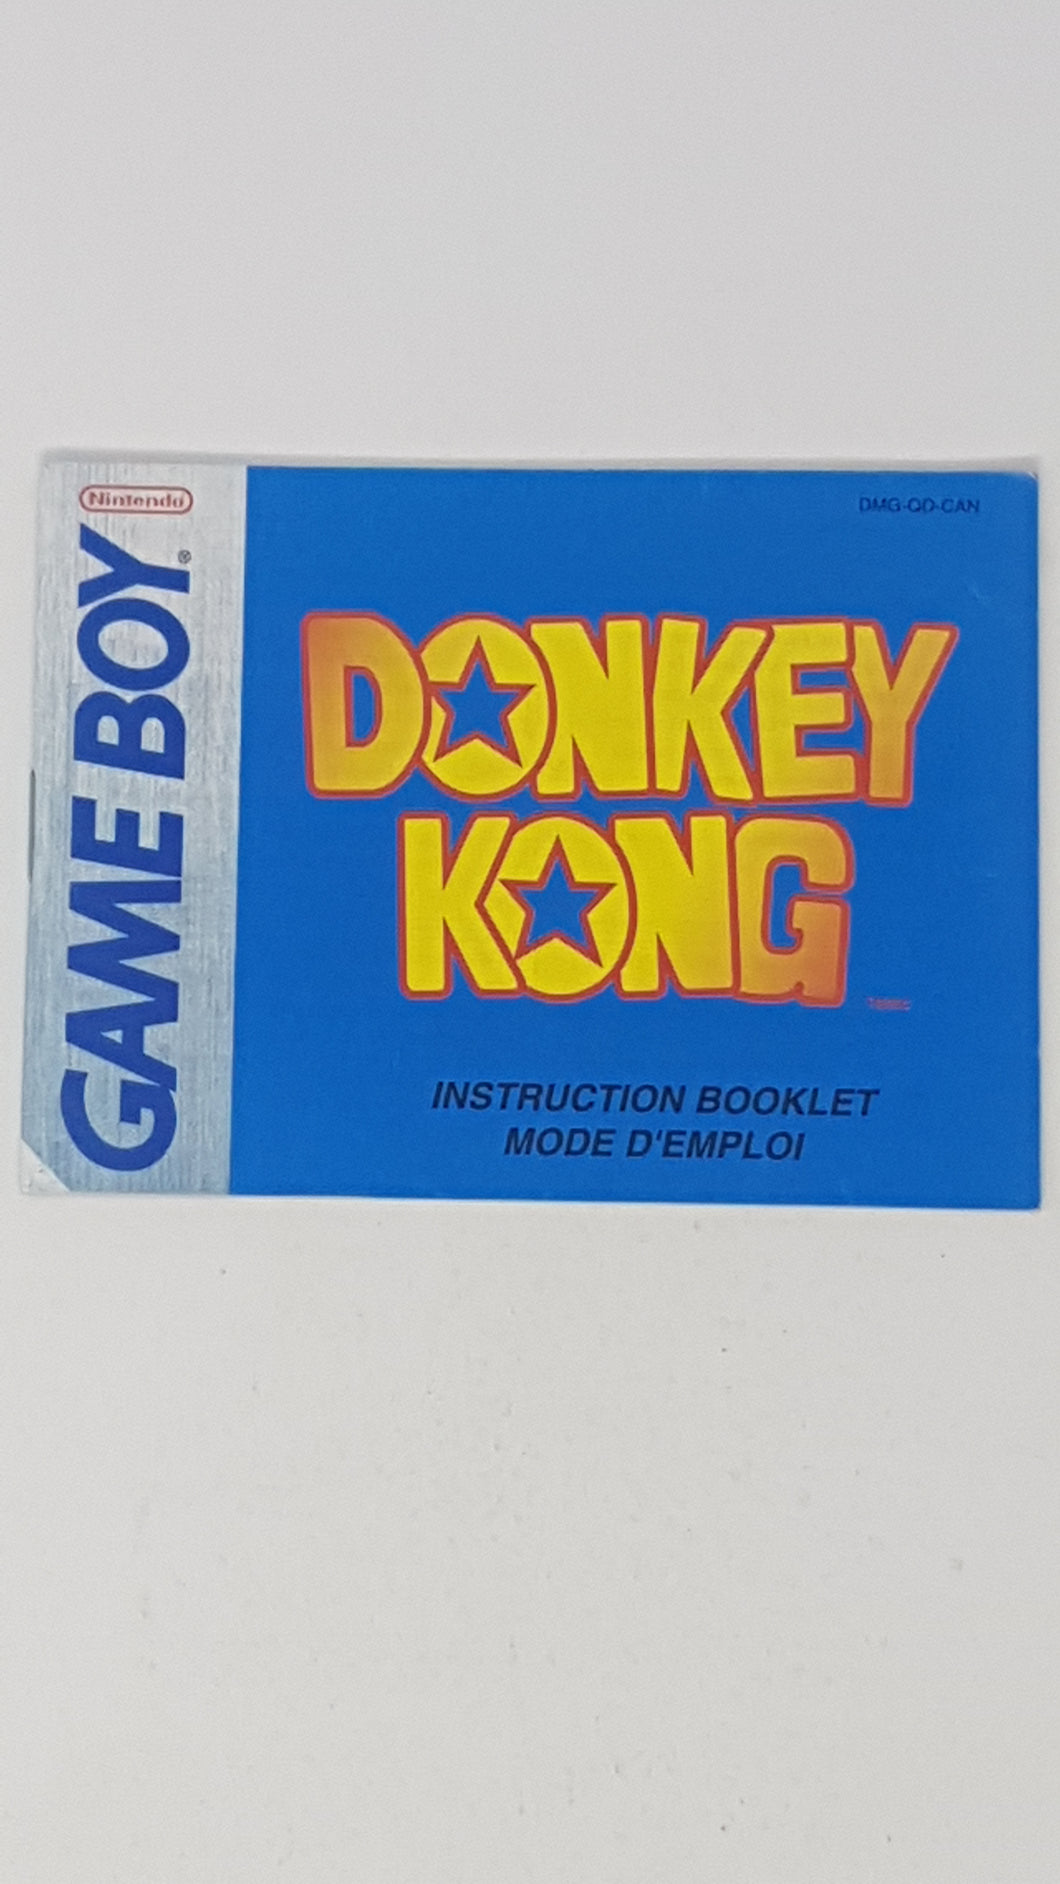 Nintendo
GAME BOY®
DMG-QD-CAN
DONKEY
KONG
INSTRUCTION BOOKLET
MODE D'EMPLOI